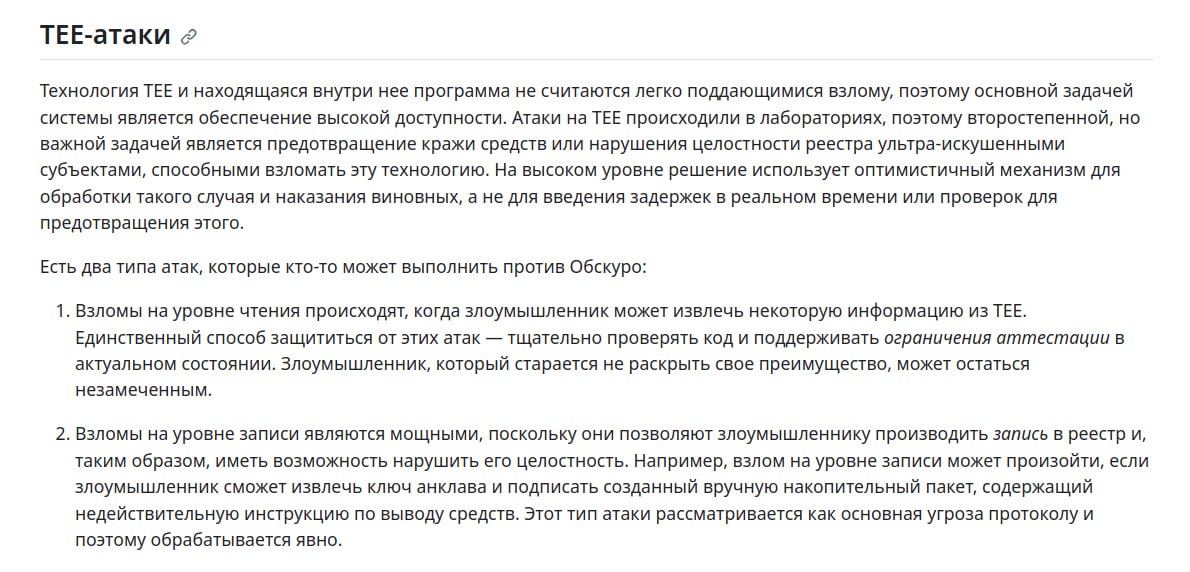 TEE-атаки
Технология TEE и находящаяся внутри нее программа не считаются легко поддающимися взлому, поэтому основной задачей
системы является обеспечение высокой доступности. Атаки на TEE происходили в лабораториях, поэтому второстепенной, но
важной задачей является предотвращение кражи средств или нарушения целостности реестра ультра-искушенными
субъектами, способными взломать эту технологию. На высоком уровне решение использует оптимистичный механизм для
обработки такого случая и наказания виновных, а не для введения задержек в реальном времени или проверок для
предотвращения этого.
Есть два типа атак, которые кто-то может выполнить против Обскуро:
1. Взломы на уровне чтения происходят, когда злоумышленник может извлечь некоторую информацию из TEE.
Единственный способ защититься от этих атак — тщательно проверять код и поддерживать ограничения аттестации в
актуальном состоянии. Злоумышленник, который старается не раскрыть свое преимущество, может остаться
незамеченным.
2. Взломы на уровне записи являются мощными, поскольку они позволяют злоумышленнику производить запись в реестр и,
таким образом, иметь возможность нарушить его целостность. Например, взлом на уровне записи может произойти, если
злоумышленник сможет извлечь ключ анклава и подписать созданный вручную накопительный пакет, содержащий
недействительную инструкцию по выводу средств. Этот тип атаки рассматривается как основная угроза протоколу и
поэтому обрабатывается явно.